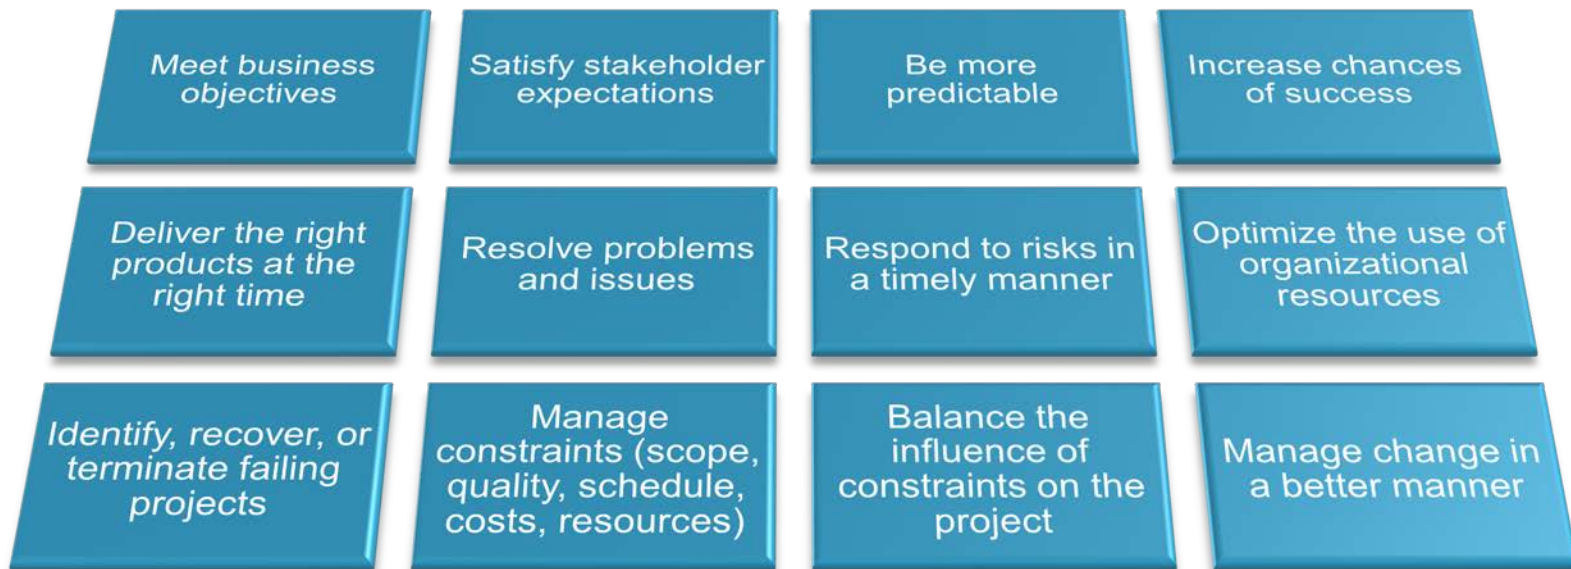 Meet business
objectives
Satisfy stakeholder
expectations
Be more
predictable
Increase chances
of success
Deliver the right
products at the
right time
Resolve problems
and issues
Respond to risks in
a timely manner
Optimize the use of
organizational
resources
Identify, recover, or
terminate failing
projects
Manage
constraints (scope,
quality, schedule,
costs, resources)
Balance the
influence of
constraints on the
project
Manage change in
a better manner